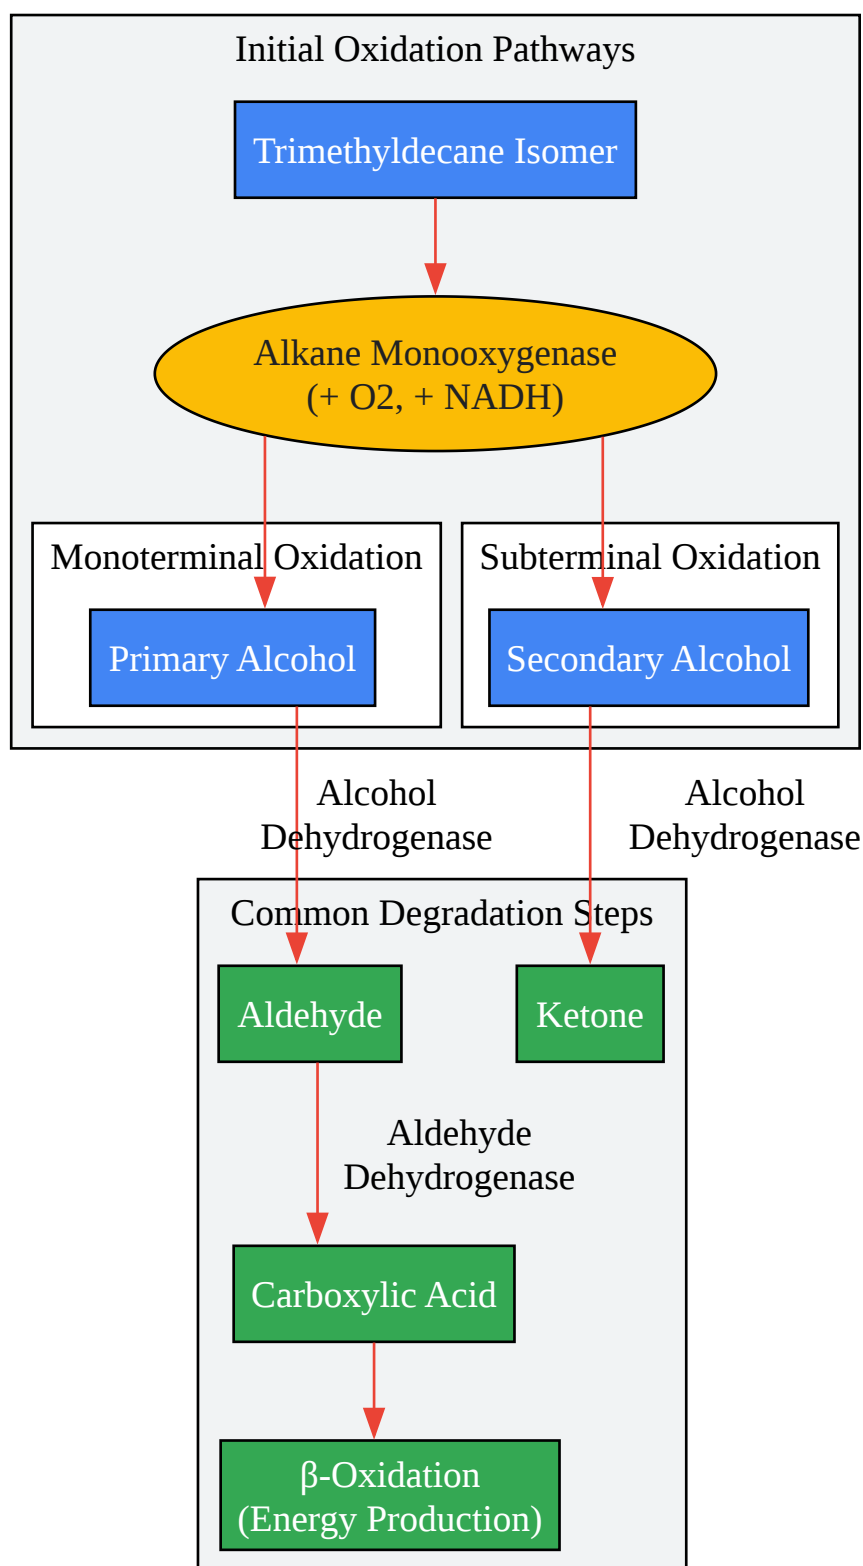 Initial Oxidation Pathways
Trimethyldecane Isomer
Alkane Monooxygenase
(+ O2, + NADH)
Monoterminal Oxidation
Subterminal Oxidation
Primary Alcohol
Secondary Alcohol
Alcohol
Dehydrogenase
Alcohol
Dehydrogenase
Common Degradation Steps
Aldehyde
Ketone
Aldehyde
Dehydrogenase
Carboxylic Acid
β-Oxidation
(Energy Production)